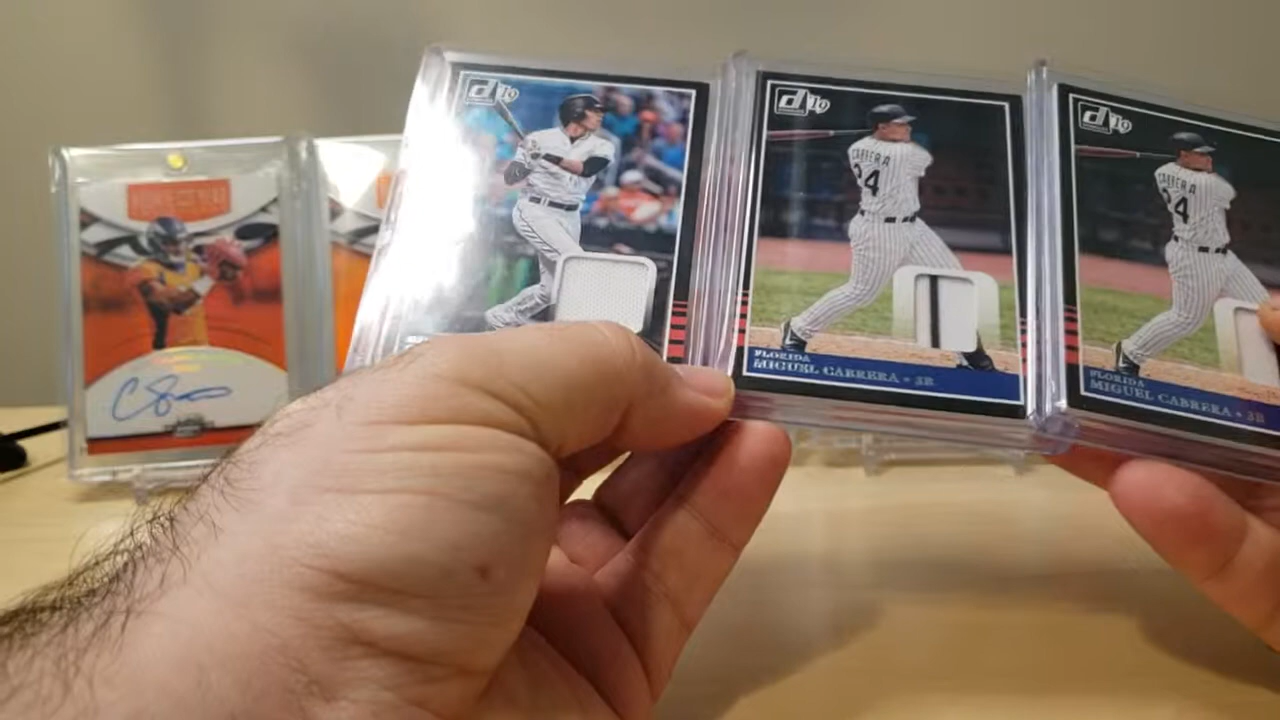 d19
d19
CABRERA
24
FLORIDA
MIGUEL CABRERA • 3B
d19
CABRERA
24
FLORIDA
MIGUEL CABRERA • 3B